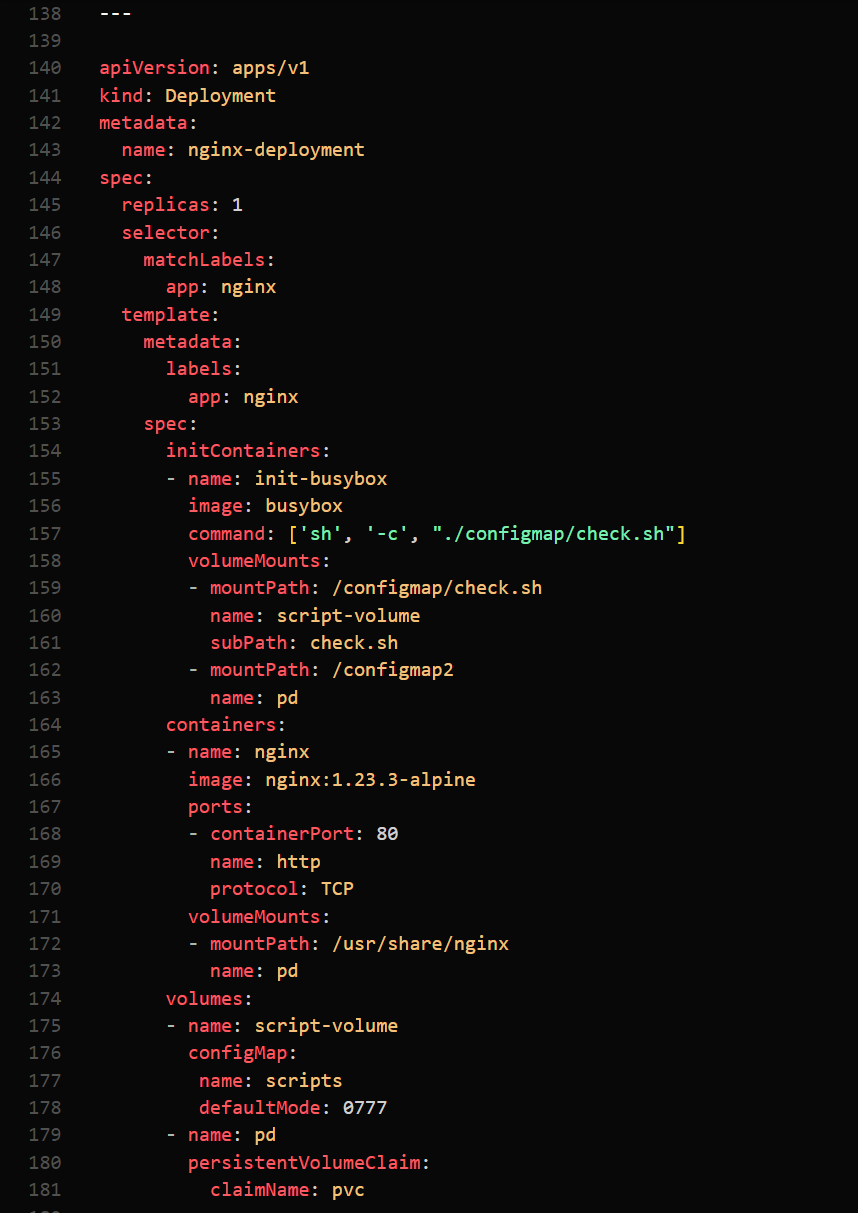 138 ---
139
140 apiVersion: apps/v1
141 kind: Deployment
142 metadata:
143   name: nginx-deployment
144 spec:
145   replicas: 1
146   selector:
147     matchLabels:
148       app: nginx
149   template:
150     metadata:
151       labels:
152         app: nginx
153     spec:
154       initContainers:
155       - name: init-busybox
156         image: busybox
157         command: ['sh', '-c', "./configmap/check.sh"]
158         volumeMounts:
159         - mountPath: /configmap/check.sh
160           name: script-volume
161           subPath: check.sh
162         - mountPath: /configmap2
163           name: pd
164       containers:
165       - name: nginx
166         image: nginx:1.23.3-alpine
167         ports:
168         - containerPort: 80
169           name: http
170           protocol: TCP
171         volumeMounts:
172         - mountPath: /usr/share/nginx
173           name: pd
174       volumes:
175       - name: script-volume
176         configMap:
177          name: scripts
178          defaultMode: 0777
179       - name: pd
180         persistentVolumeClaim:
181           claimName: pvc